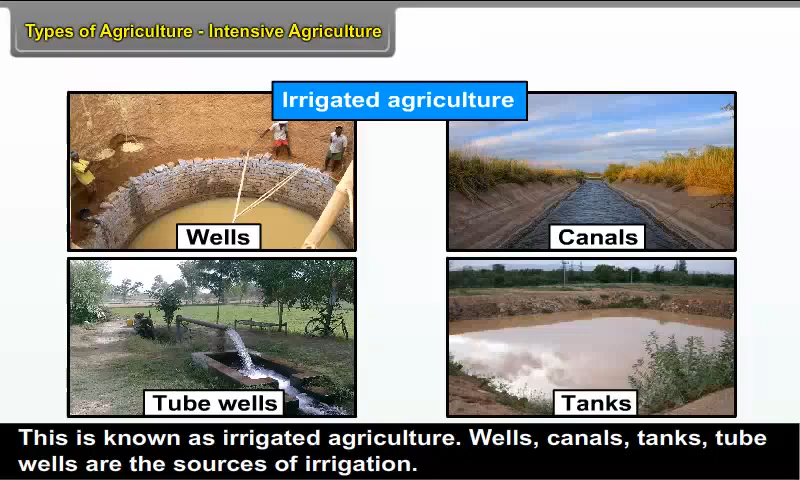 Types of Agriculture - Intensive Agriculture
Irrigated agriculture
Wells
Canals
Tube wells
Tanks
This is known as irrigated agriculture. Wells, canals, tanks, tube
wells are the sources of irrigation.